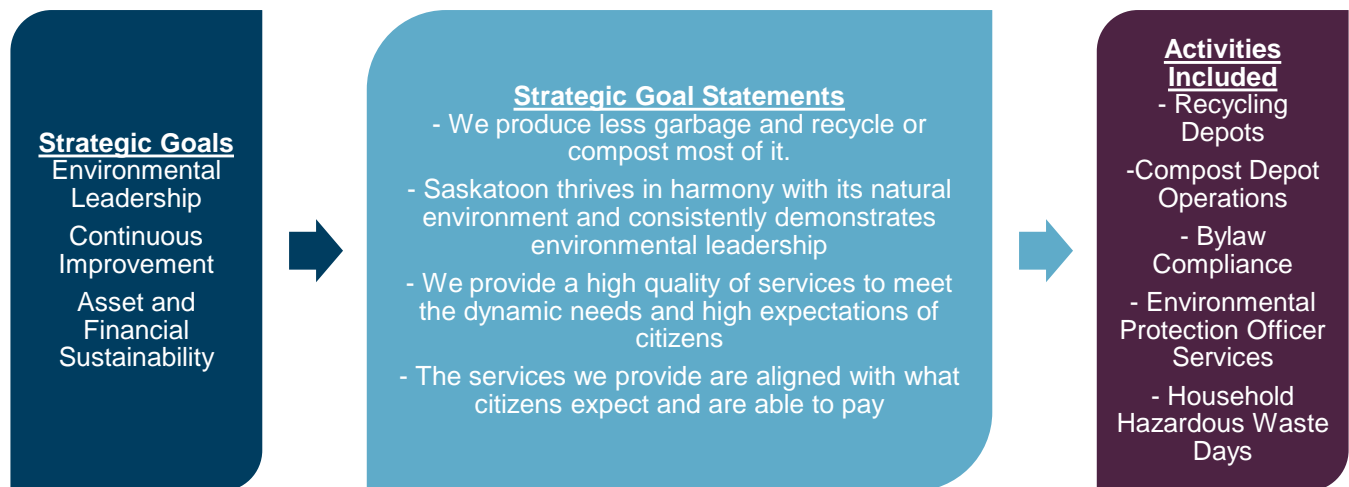 Strategic Goals
Environmental
Leadership
Continuous
Improvement
Asset and
Financial
Sustainability
Strategic Goal Statements
- We produce less garbage and recycle or
compost most of it.
- Saskatoon thrives in harmony with its natural
environment and consistently demonstrates
environmental leadership
- We provide a high quality of services to meet
the dynamic needs and high expectations of
citizens
- The services we provide are aligned with what
citizens expect and are able to pay
Activities
Included
- Recycling
Depots
-Compost Depot
Operations
- Bylaw
Compliance
- Environmental
Protection Officer
Services
- Household
Hazardous Waste
Days